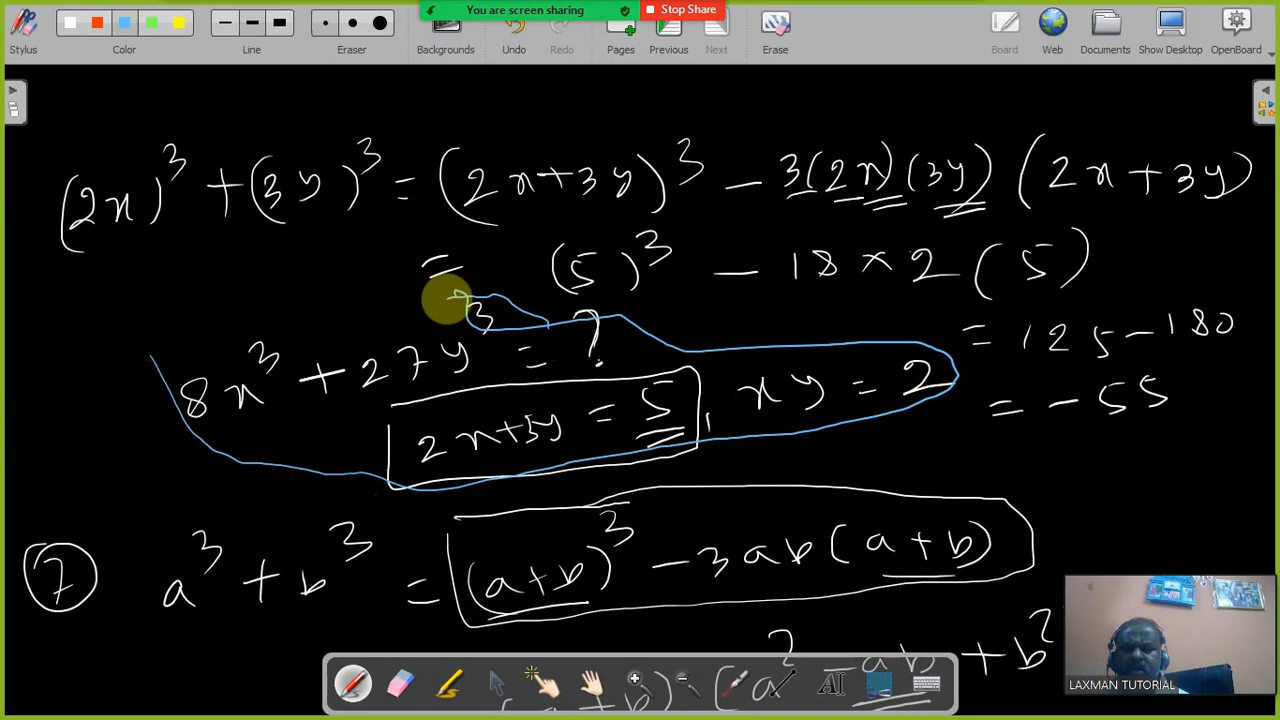 You are screen sharing Stop Share
Stylus Color Line Eraser Backgrounds Undo Redo Pages Previous Next Erase Board Web Documents Show Desktop OpenBoard
(2x)³ + (3y)³ = (2x+3y)³ − 3(2x)(3y)(2x+3y)
= (5)³ − 18 × 2 (5)
= 125 − 180
8x³ + 27y³ = ?
= − 55
2x+3y = 5, xy = 2
7 a³ + b³ = (a+b)³ − 3ab(a+b)
(a+b) (a² − ab + b²
LAXMAN TUTORIAL